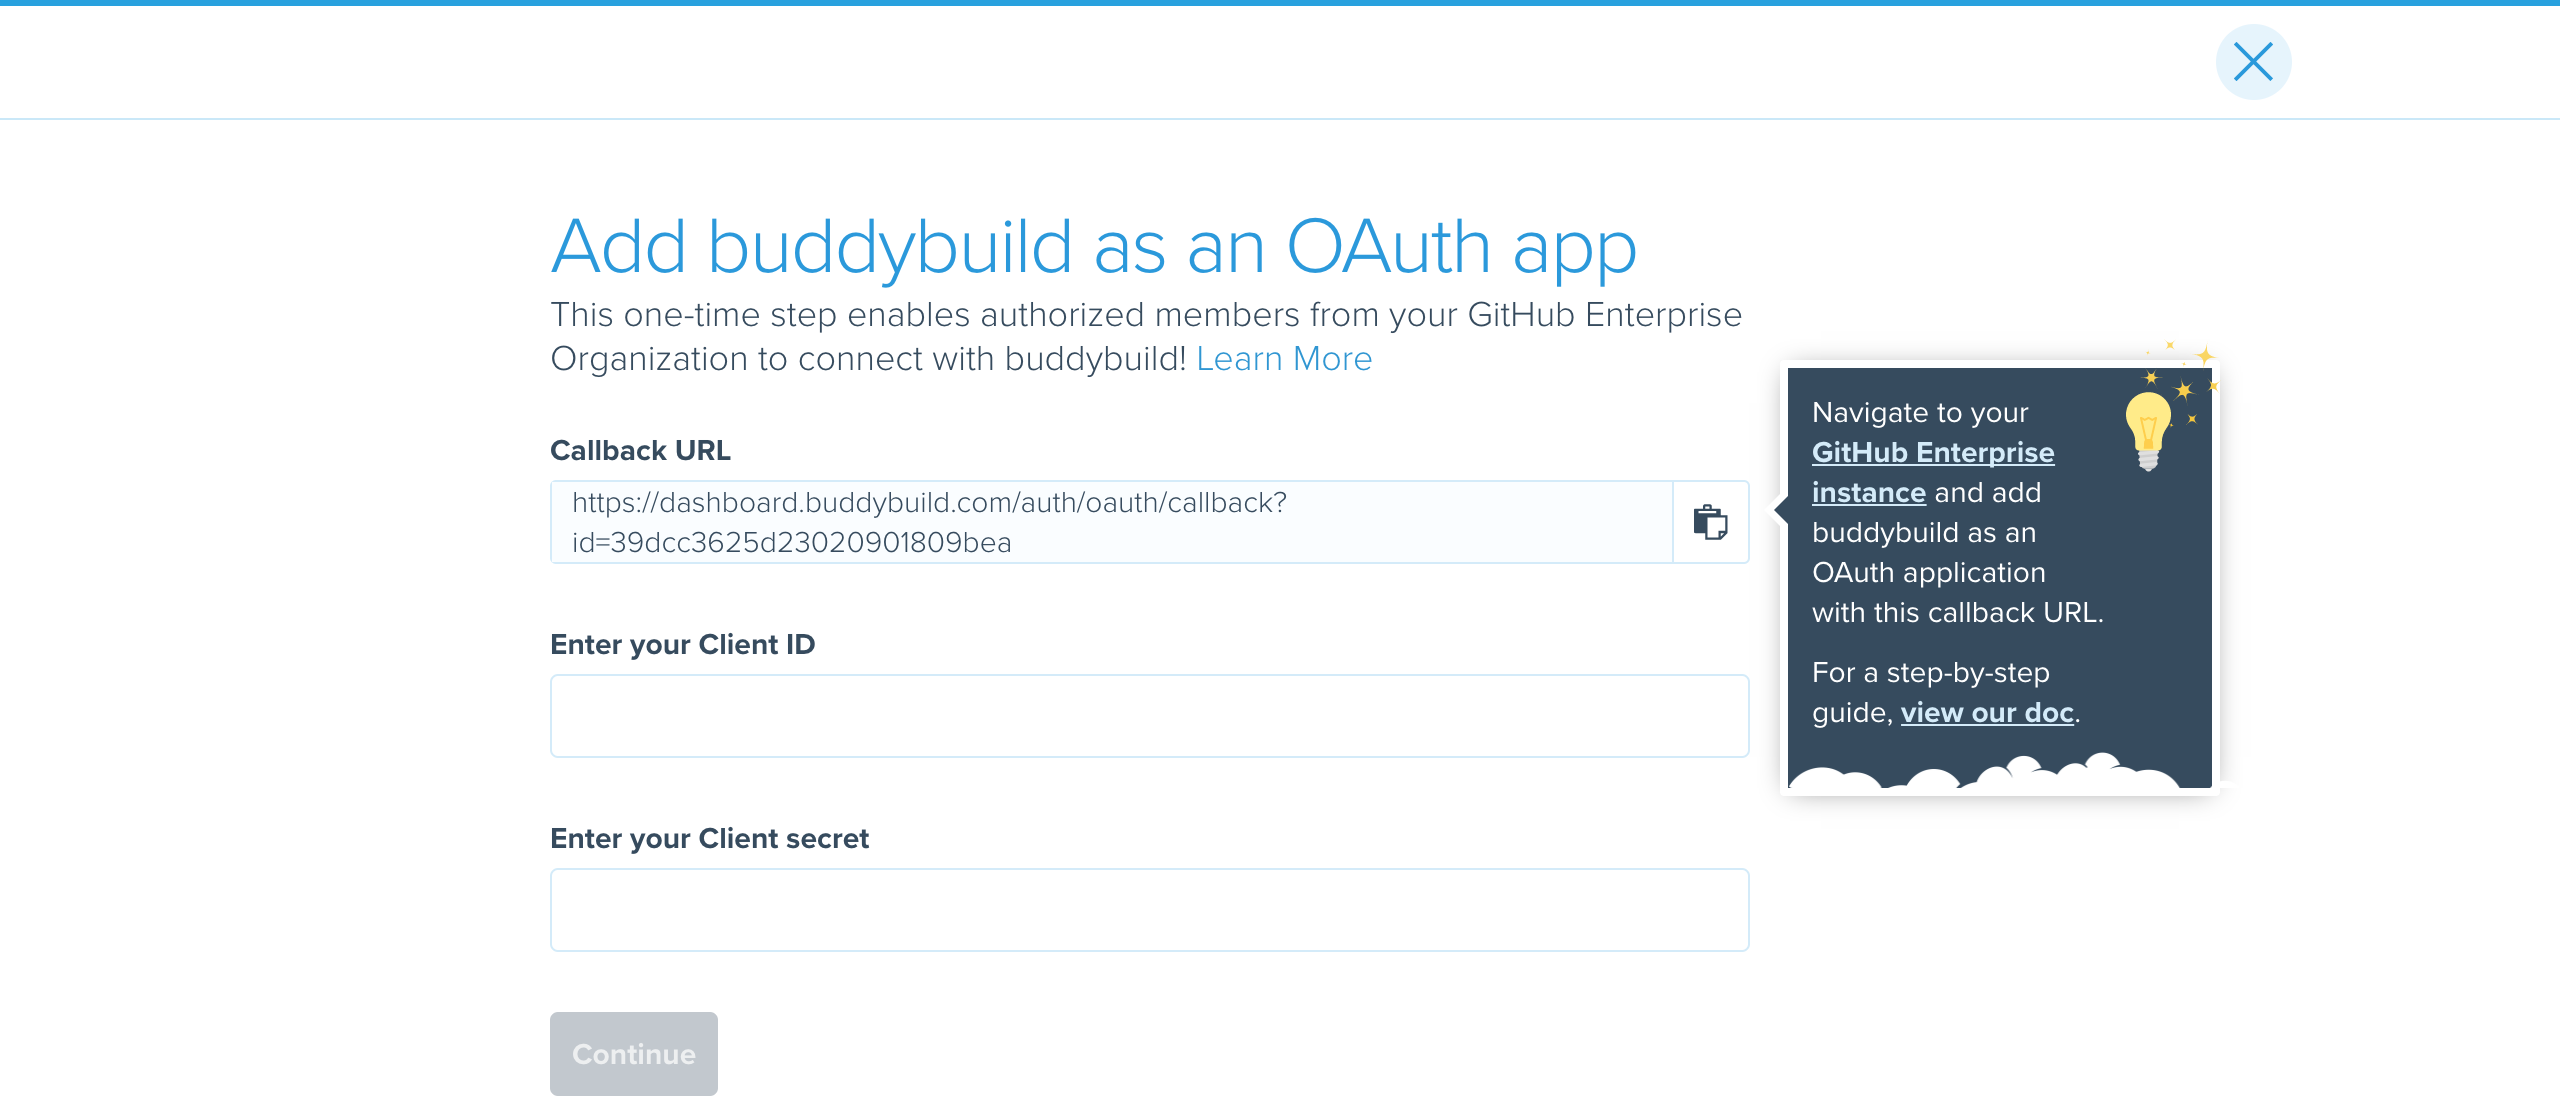 Add buddybuild as an OAuth app
This one-time step enables authorized members from your GitHub Enterprise
Organization to connect with buddybuild! Learn More
Callback URL
https://dashboard.buddybuild.com/auth/oauth/callback?
id=39dcc3625d23020901809bea
Navigate to your
GitHub Enterprise
instance and add
buddybuild as an
OAuth application
with this callback URL.
For a step-by-step
guide, view our doc.
Enter your Client ID
Enter your Client secret
Continue